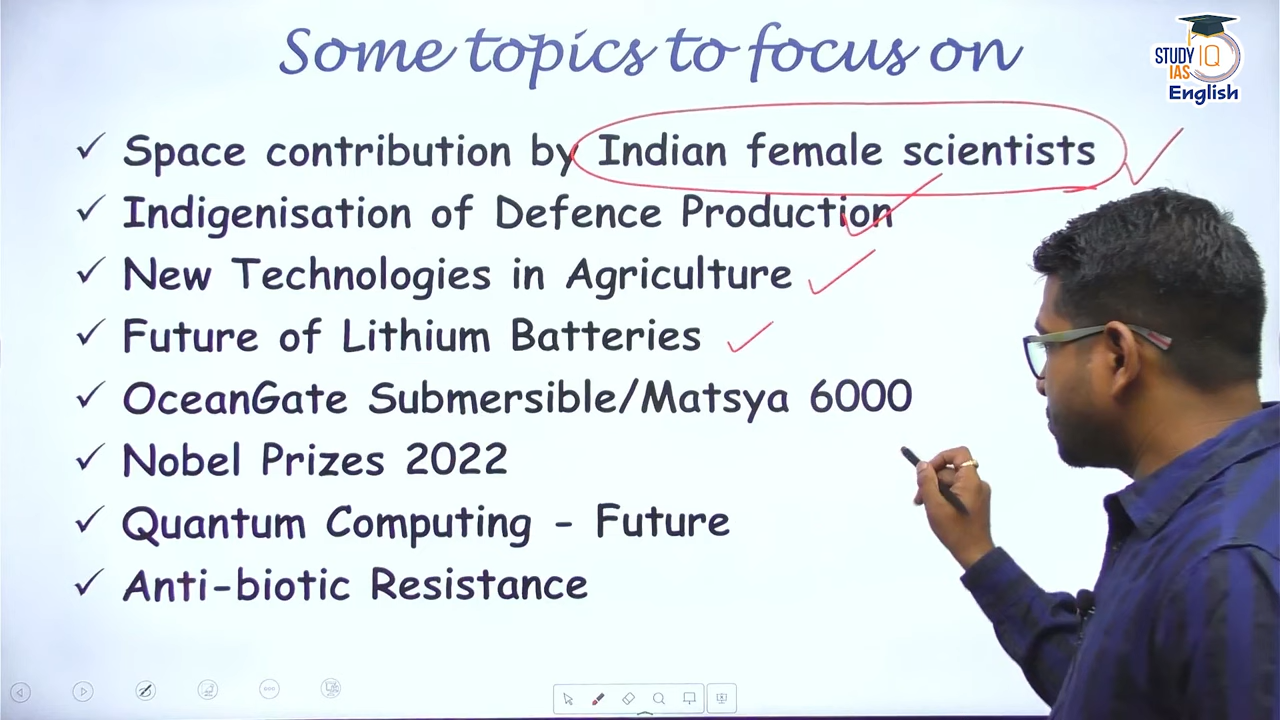 Some topics to focus on
STUDY IQ
IAS
English
✓ Space contribution by Indian female scientists
✓ Indigenisation of Defence Production
✓ New Technologies in Agriculture
✓ Future of Lithium Batteries
✓ OceanGate Submersible/Matsya 6000
✓ Nobel Prizes 2022
✓ Quantum Computing - Future
✓ Anti-biotic Resistance